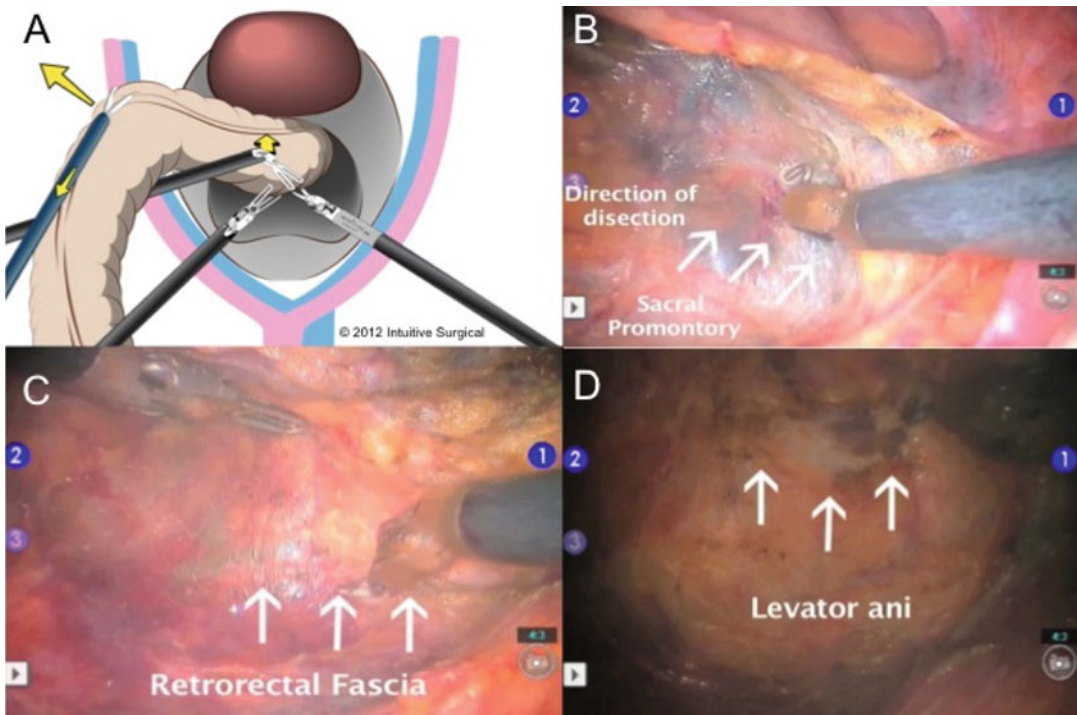 A
© 2012 Intuitive Surgical
B
2
1
3
Direction of
disection
Sacral
Promontory
4:3
C
2
1
3
4:3
Retrorectal Fascia
D
2
1
3
Levator ani
4:3